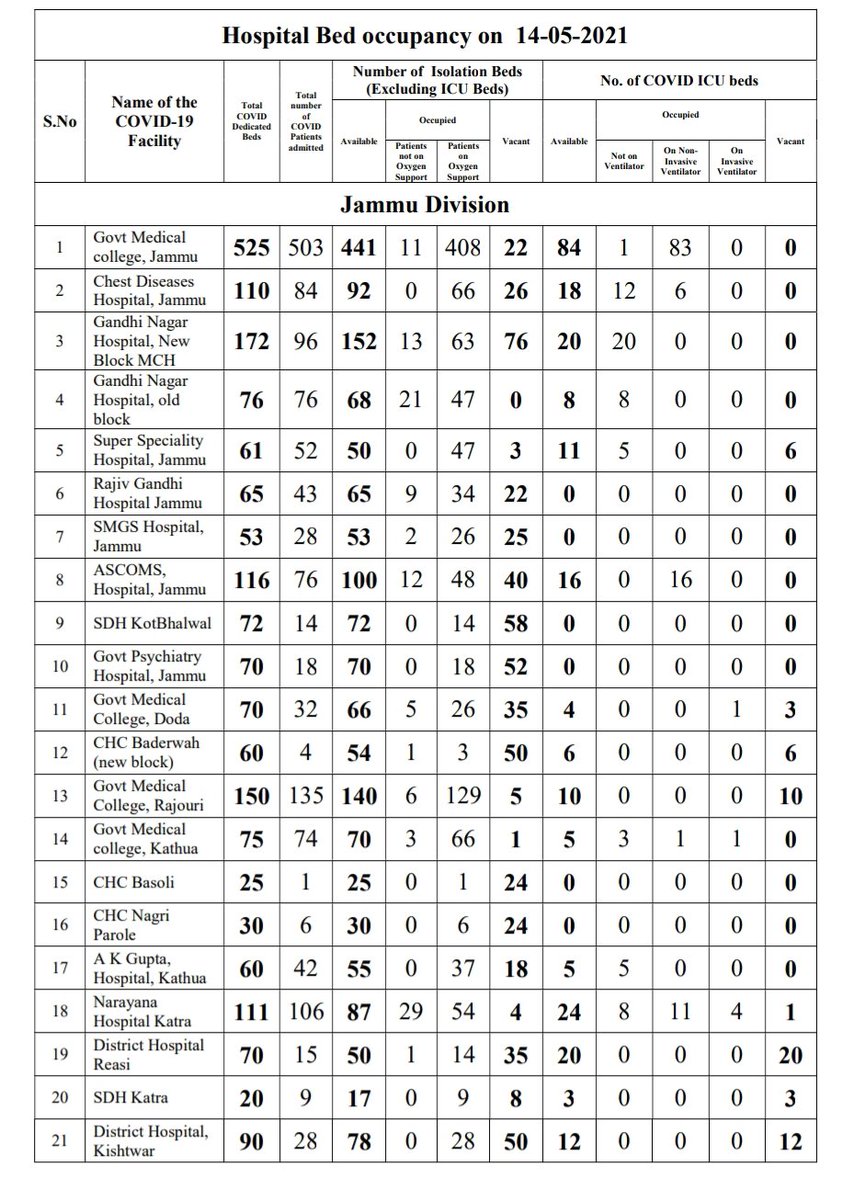 Hospital Bed occupancy on 14-05-2021
S.No
Name of the
COVID-19
Facility
Total
COVID
Dedicated
Beds
Total
number
of
COVID
Patients
admitted
Number of Isolation Beds
(Excluding ICU Beds)
No. of COVID ICU beds
Available
Occupied
Vacant
Available
Occupied
Vacant
Patients
not on
Oxygen
Support
Patients
on
Oxygen
Support
Not on
Ventilator
On Non-
Invasive
Ventilator
On
Invasive
Ventilator
Jammu Division
1 Govt Medical
college, Jammu 525 503 441 11 408 22 84 1 83 0 0
2 Chest Diseases
Hospital, Jammu 110 84 92 0 66 26 18 12 6 0 0
3 Gandhi Nagar
Hospital, New
Block MCH 172 96 152 13 63 76 20 20 0 0 0
4 Gandhi Nagar
Hospital, old
block 76 76 68 21 47 0 8 8 0 0 0
5 Super Speciality
Hospital, Jammu 61 52 50 0 47 3 11 5 0 0 6
6 Rajiv Gandhi
Hospital Jammu 65 43 65 9 34 22 0 0 0 0 0
7 SMGS Hospital,
Jammu 53 28 53 2 26 25 0 0 0 0 0
8 ASCOMS,
Hospital, Jammu 116 76 100 12 48 40 16 0 16 0 0
9 SDH KotBhalwal 72 14 72 0 14 58 0 0 0 0 0
10 Govt Psychiatry
Hospital, Jammu 70 18 70 0 18 52 0 0 0 0 0
11 Govt Medical
College, Doda 70 32 66 5 26 35 4 0 0 1 3
12 CHC Baderwah
(new block) 60 4 54 1 3 50 6 0 0 0 6
13 Govt Medical
College, Rajouri 150 135 140 6 129 5 10 0 0 0 10
14 Govt Medical
college, Kathua 75 74 70 3 66 1 5 3 1 1 0
15 CHC Basoli 25 1 25 0 1 24 0 0 0 0 0
16 CHC Nagri
Parole 30 6 30 0 6 24 0 0 0 0 0
17 A K Gupta,
Hospital, Kathua 60 42 55 0 37 18 5 5 0 0 0
18 Narayana
Hospital Katra 111 106 87 29 54 4 24 8 11 4 1
19 District Hospital
Reasi 70 15 50 1 14 35 20 0 0 0 20
20 SDH Katra 20 9 17 0 9 8 3 0 0 0 3
21 District Hospital,
Kishtwar 90 28 78 0 28 50 12 0 0 0 12